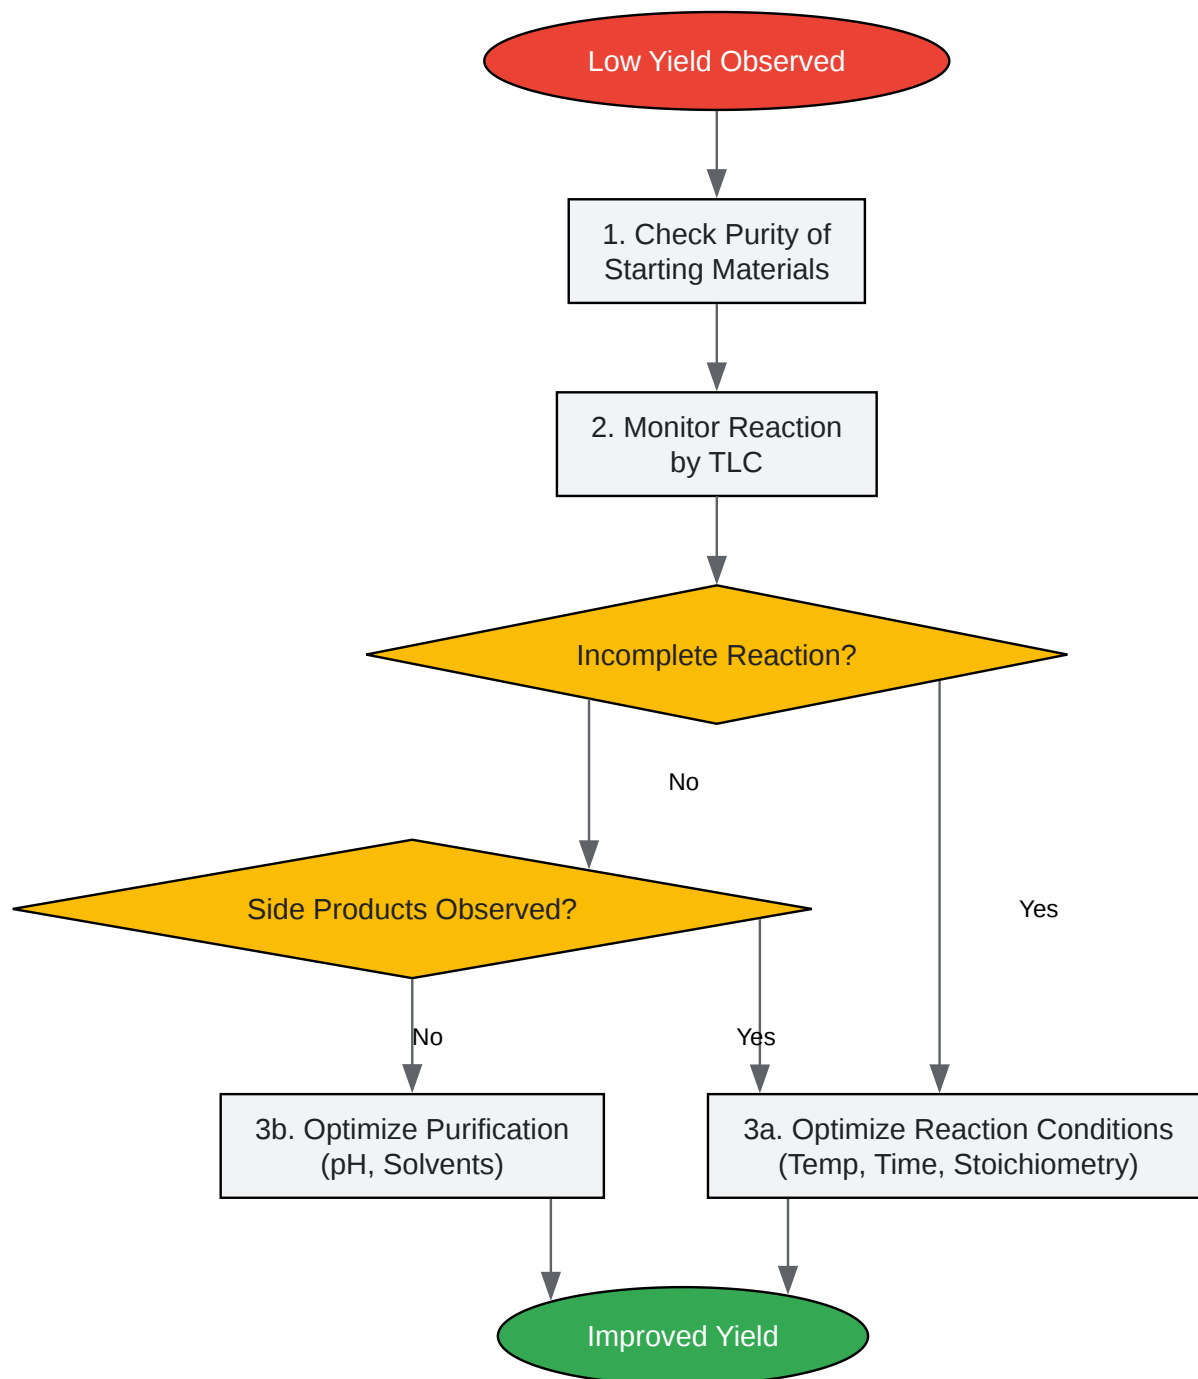 Low Yield Observed
1. Check Purity of
Starting Materials
2. Monitor Reaction
by TLC
Incomplete Reaction?
No
Side Products Observed?
Yes
No
Yes
3b. Optimize Purification
(pH, Solvents)
3a. Optimize Reaction Conditions
(Temp, Time, Stoichiometry)
Improved Yield